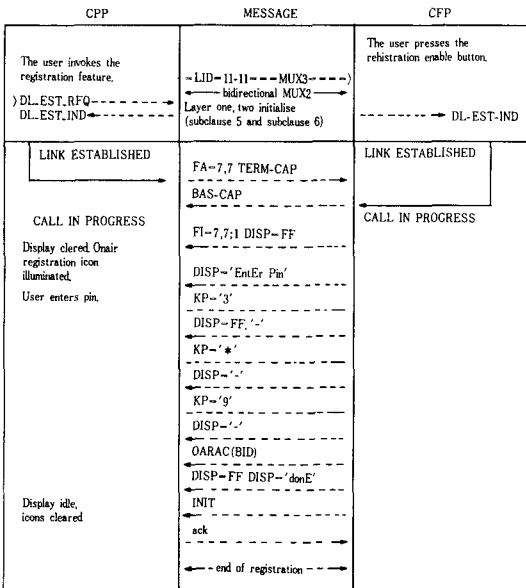 CPP MESSAGE CFP
The user invokes the
registration feature.
The user presses the
rehistration enable button.
LID-11-11 MUX3
bidirectional MUX2
DL_EST_RFQ
DL_EST_IND
Layer one, two initialise
(subclause 5 and subclause 6)
DL-EST-IND
LINK ESTABLISHED
LINK ESTABLISHED
FA-7,7 TERM-CAP
BAS-CAP
CALL IN PROGRESS
CALL IN PROGRESS
FI-7,7;1 DISP-FF
Display clered. Onair
registration icon
illuminated.
DISP-'EntEr Pin'
User enters pin.
KP-'3'
DISP-FF, '-'
KP-'*'
DISP-'-'
KP-'9'
DISP-'-'
OARAC(BID)
DISP-FF DISP-'donE'
Display idle,
icons cleared
INIT
ack
end of registration